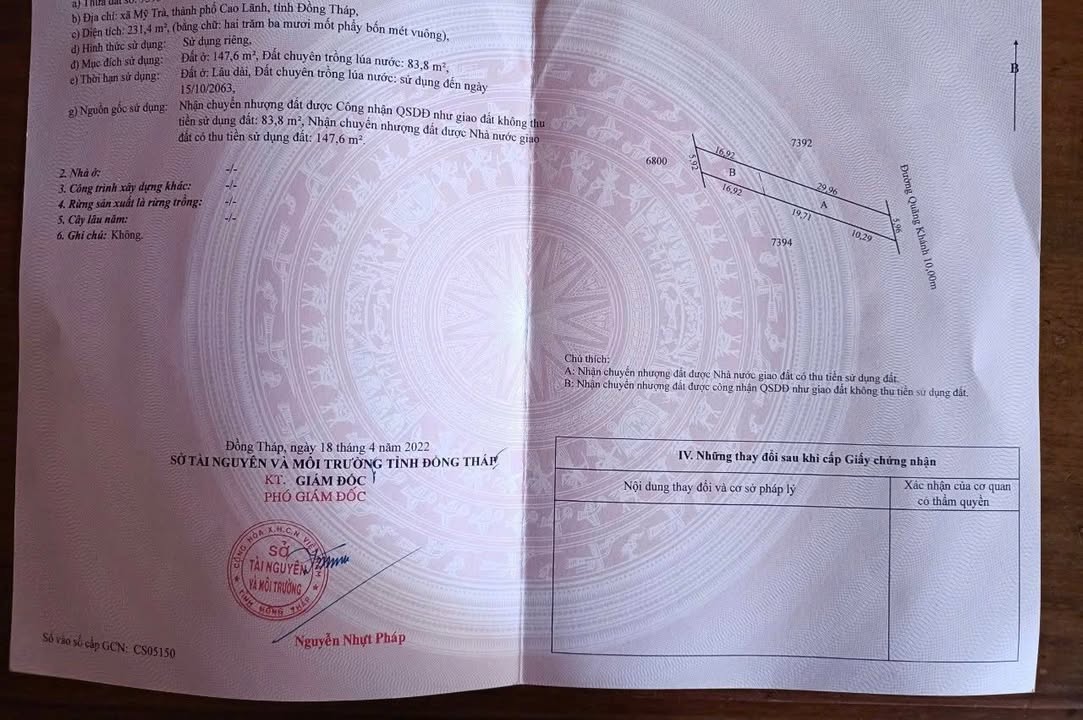 a) Thửa đất số:
b) Địa chỉ: xã Mỹ Trà, thành phố Cao Lãnh, tỉnh Đồng Tháp,
c) Diện tích: 231,4 m², (bằng chữ: hai trăm ba mươi mốt phẩy bốn mét vuông),
d) Hình thức sử dụng: Sử dụng riêng,
đ) Mục đích sử dụng: Đất ở: 147,6 m², Đất chuyên trồng lúa nước: 83,8 m²,
e) Thời hạn sử dụng: Đất ở: Lâu dài, Đất chuyên trồng lúa nước: sử dụng đến ngày
15/10/2063,
g) Nguồn gốc sử dụng: Nhận chuyển nhượng đất được Công nhận QSDĐ như giao đất không thu
tiền sử dụng đất: 83,8 m², Nhận chuyển nhượng đất được Nhà nước giao
đất có thu tiền sử dụng đất: 147,6 m².
2. Nhà ở: -/-
3. Công trình xây dựng khác: -/-
4. Rừng sản xuất là rừng trồng: -/-
5. Cây lâu năm: -/-
6. Ghi chú: Không.
Đồng Tháp, ngày 18 tháng 4 năm 2022
SỞ TÀI NGUYÊN VÀ MÔI TRƯỜNG TỈNH ĐỒNG THÁP
KT. GIÁM ĐỐC
PHÓ GIÁM ĐỐC
CỘNG HÒA X.H.C.N VIỆT NAM
SỞ
TÀI NGUYÊN
VÀ MÔI TRƯỜNG
TỈNH ĐỒNG THÁP
Nguyễn Nhựt Pháp
Số vào sổ cấp GCN: CS05150
B
7392
6800
16,92
5,92
B
16,92
29,96
A
19,71
5,96
10,29
7394
Đường Quảng Khánh 10,00m
Chú thích:
A: Nhận chuyển nhượng đất được Nhà nước giao đất có thu tiền sử dụng đất.
B: Nhận chuyển nhượng đất được công nhận QSDĐ như giao đất không thu tiền sử dụng đất.
IV. Những thay đổi sau khi cấp Giấy chứng nhận
Nội dung thay đổi và cơ sở pháp lý
Xác nhận của cơ quan
có thẩm quyền